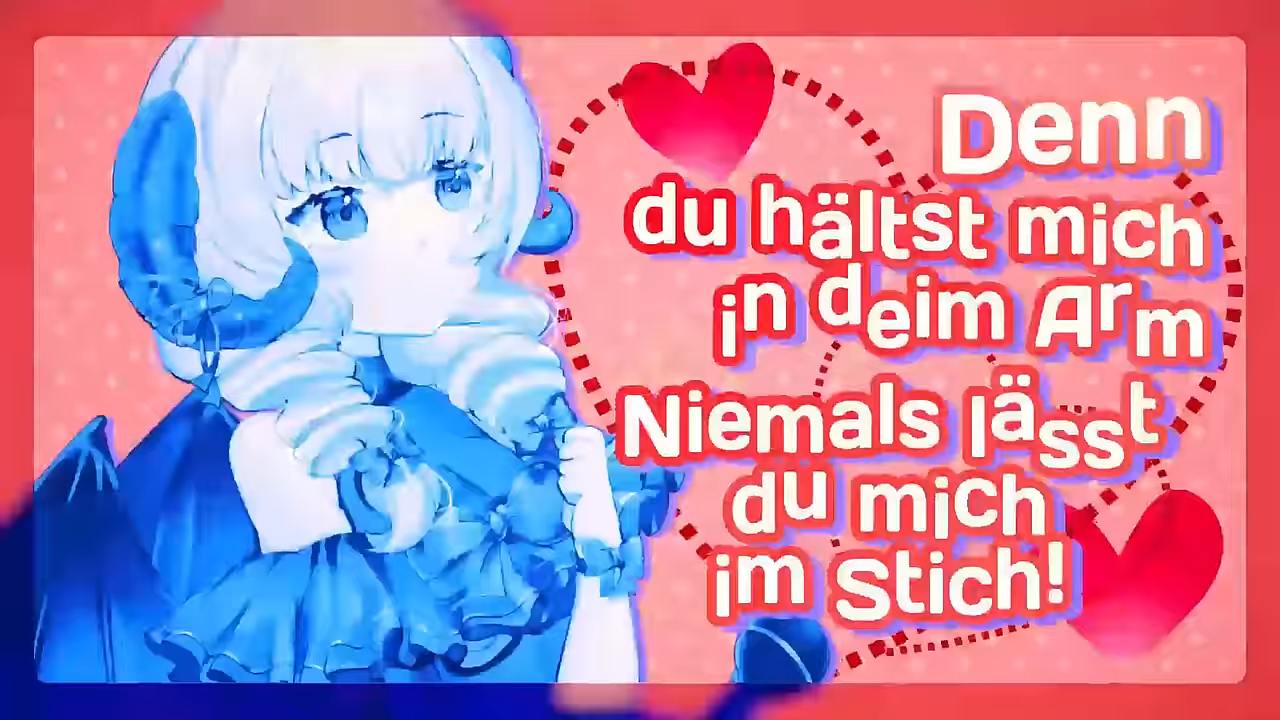 Denn
du hältst mich
in deim Arm
Niemals lässt
du mich
im Stich!